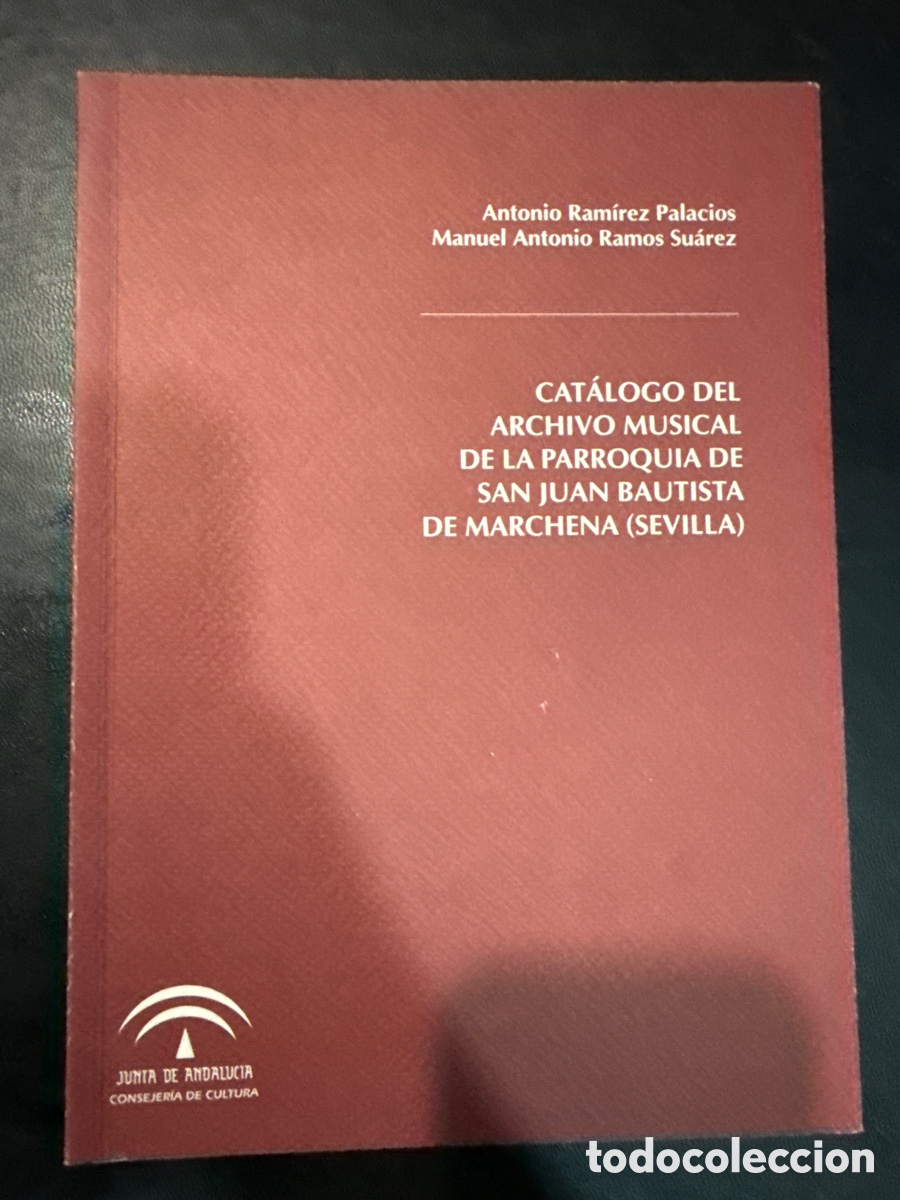 Antonio Ramírez Palacios
Manuel Antonio Ramos Suárez
CATÁLOGO DEL
ARCHIVO MUSICAL
DE LA PARROQUIA DE
SAN JUAN BAUTISTA
DE MARCHENA (SEVILLA)
JUNTA DE ANDALUCIA
CONSEJERÍA DE CULTURA
todocoleccion